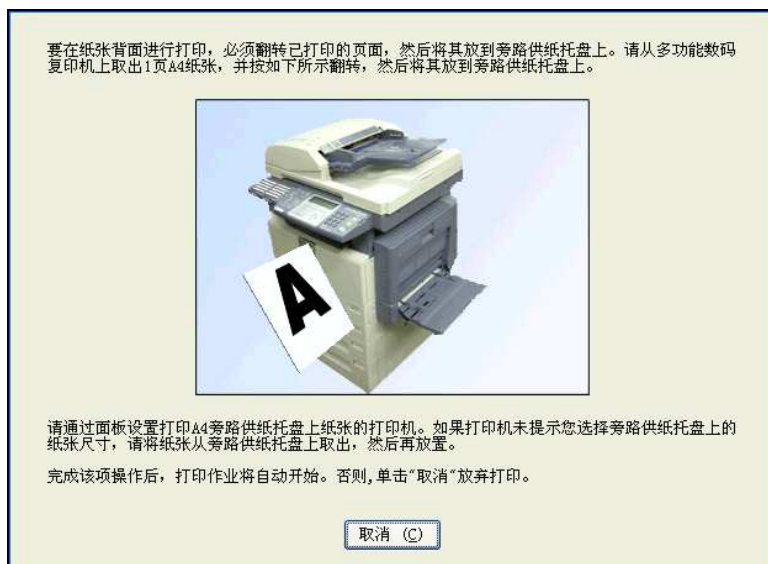 要在纸张背面进行打印，必须翻转已打印的页面，然后将其放到旁路供纸托盘上。请从多功能数码
复印机上取出1页A4纸张，并按如下所示翻转，然后将其放到旁路供纸托盘上。
A
请通过面板设置打印A4旁路供纸托盘上纸张的打印机。如果打印机未提示您选择旁路供纸托盘上的
纸张尺寸，请将纸张从旁路供纸托盘上取出，然后再放置。
完成该项操作后，打印作业将自动开始。否则,单击"取消"放弃打印。
取消 (C)